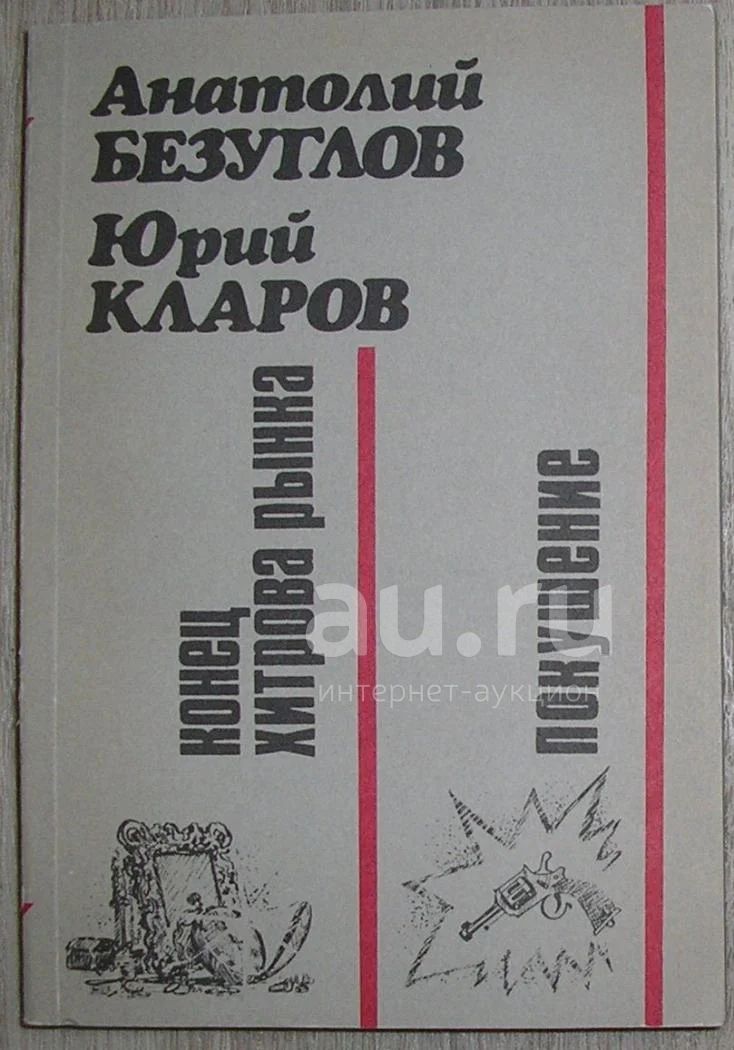 Анатолий
БЕЗУГЛОВ
Юрий
КЛАРОВ
КОНЕЦ
ХИТРОВА РЫНКА
ПОКУШЕНИЕ
au.ru
интернет-аукцион